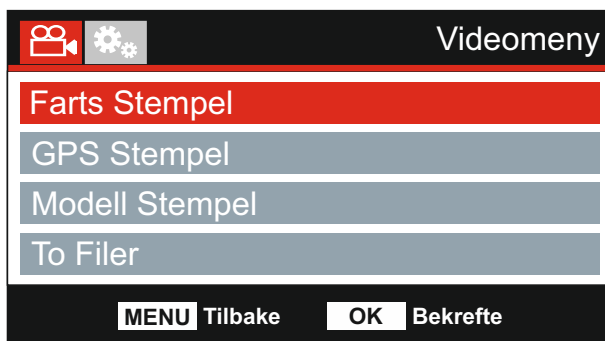 Videomeny
Farts Stempel
GPS Stempel
Modell Stempel
To Filer
MENU Tilbake OK Bekrefte